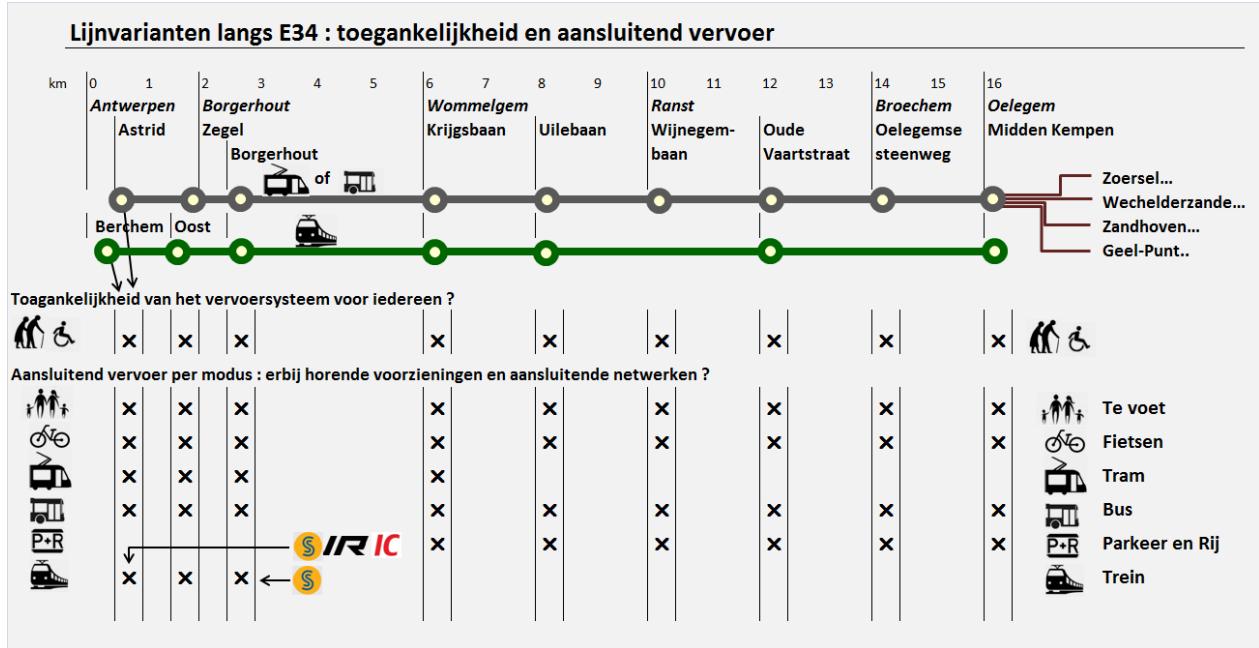 Lijnvarianten langs E34 : toegankelijkheid en aansluitend vervoer
km 0 1 2 3 4 5 6 7 8 9 10 11 12 13 14 15 16
Antwerpen Borgerhout Wommelgem Ranst Broechem Oelegem
Astrid Zegel Krijgsbaan Uilebaan Wijnegem- Oude Oelegemse Midden Kempen
Borgerhout baan Vaartstraat steenweg
of
Zoersel...
Wechelderzande...
Berchem Oost
Zandhoven...
Geel-Punt..
Toagankelijkheid van het vervoersysteem voor iedereen ?
x x x x x x x x x
Aansluitend vervoer per modus : erbij horende voorzieningen en aansluitende netwerken ?
x x x x x x x x x Te voet
x x x x x x x x x Fietsen
x x x x Tram
x x x x x x x x x Bus
P+R S IR IC x x x x x x P+R Parkeer en Rij
x x x S Trein